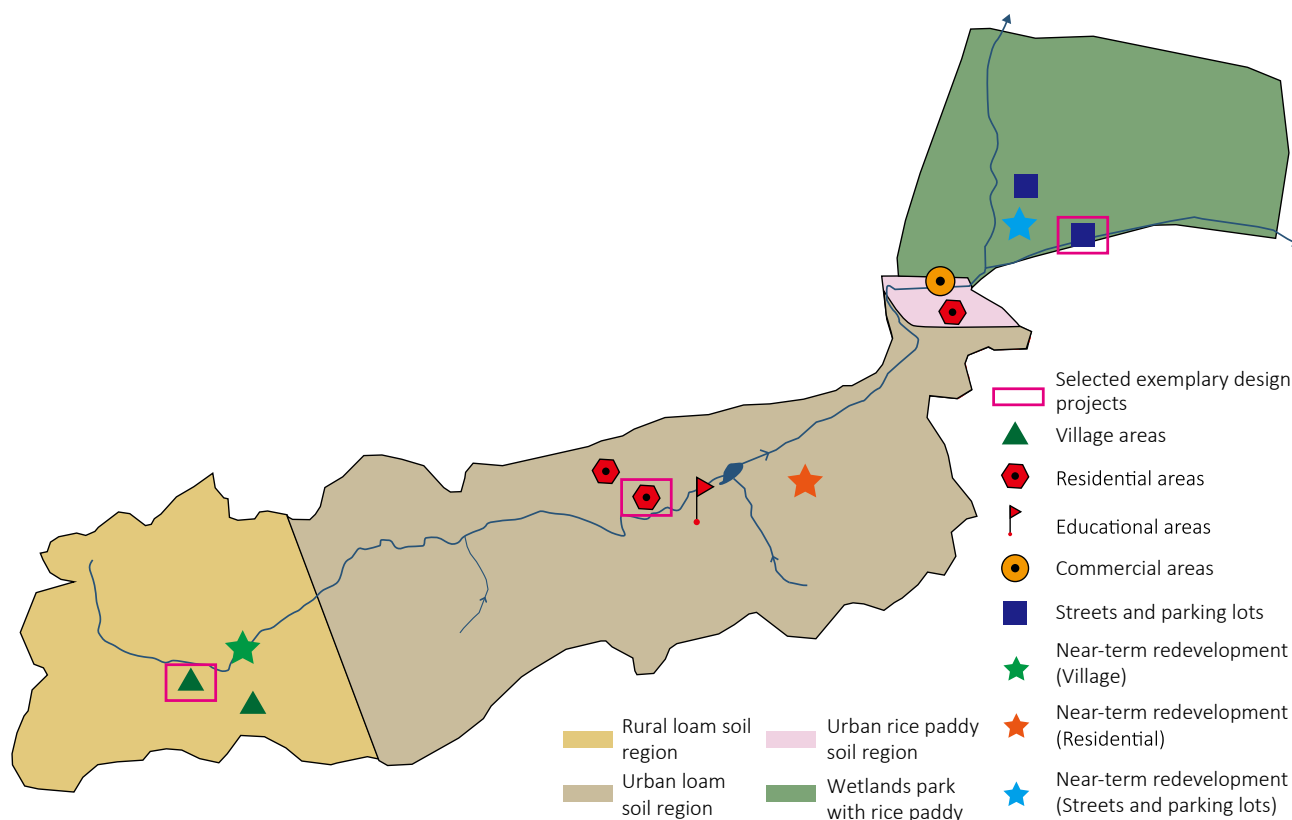 Selected exemplary design
projects
Village areas
Residential areas
Educational areas
Commercial areas
Streets and parking lots
Near-term redevelopment
(Village)
Near-term redevelopment
(Residential)
Near-term redevelopment
(Streets and parking lots)
Rural loam soil
region
Urban loam
soil region
Urban rice paddy
soil region
Wetlands park
with rice paddy